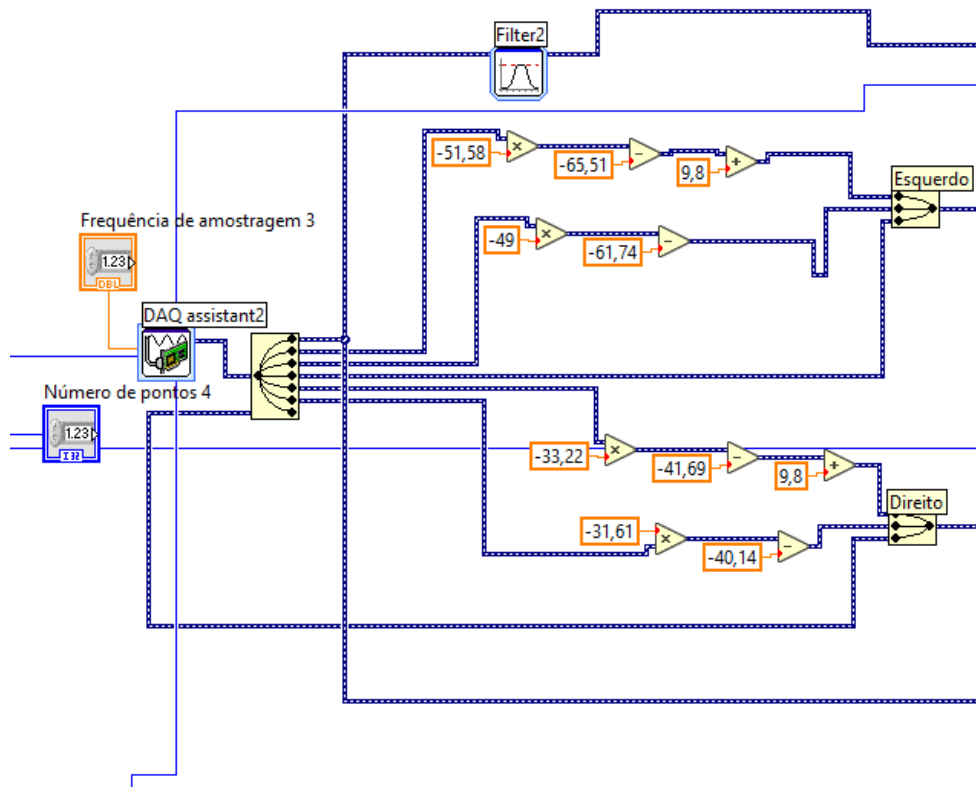 Filter2
-51,58
×
-65,51
−
9,8
+
Esquerdo
Frequência de amostragem 3
-49
×
-61,74
−
1.23
DBL
DAQ assistant2
Número de pontos 4
1.23
I32
-33,22
×
-41,69
−
9,8
+
Direito
-31,61
×
-40,14
−